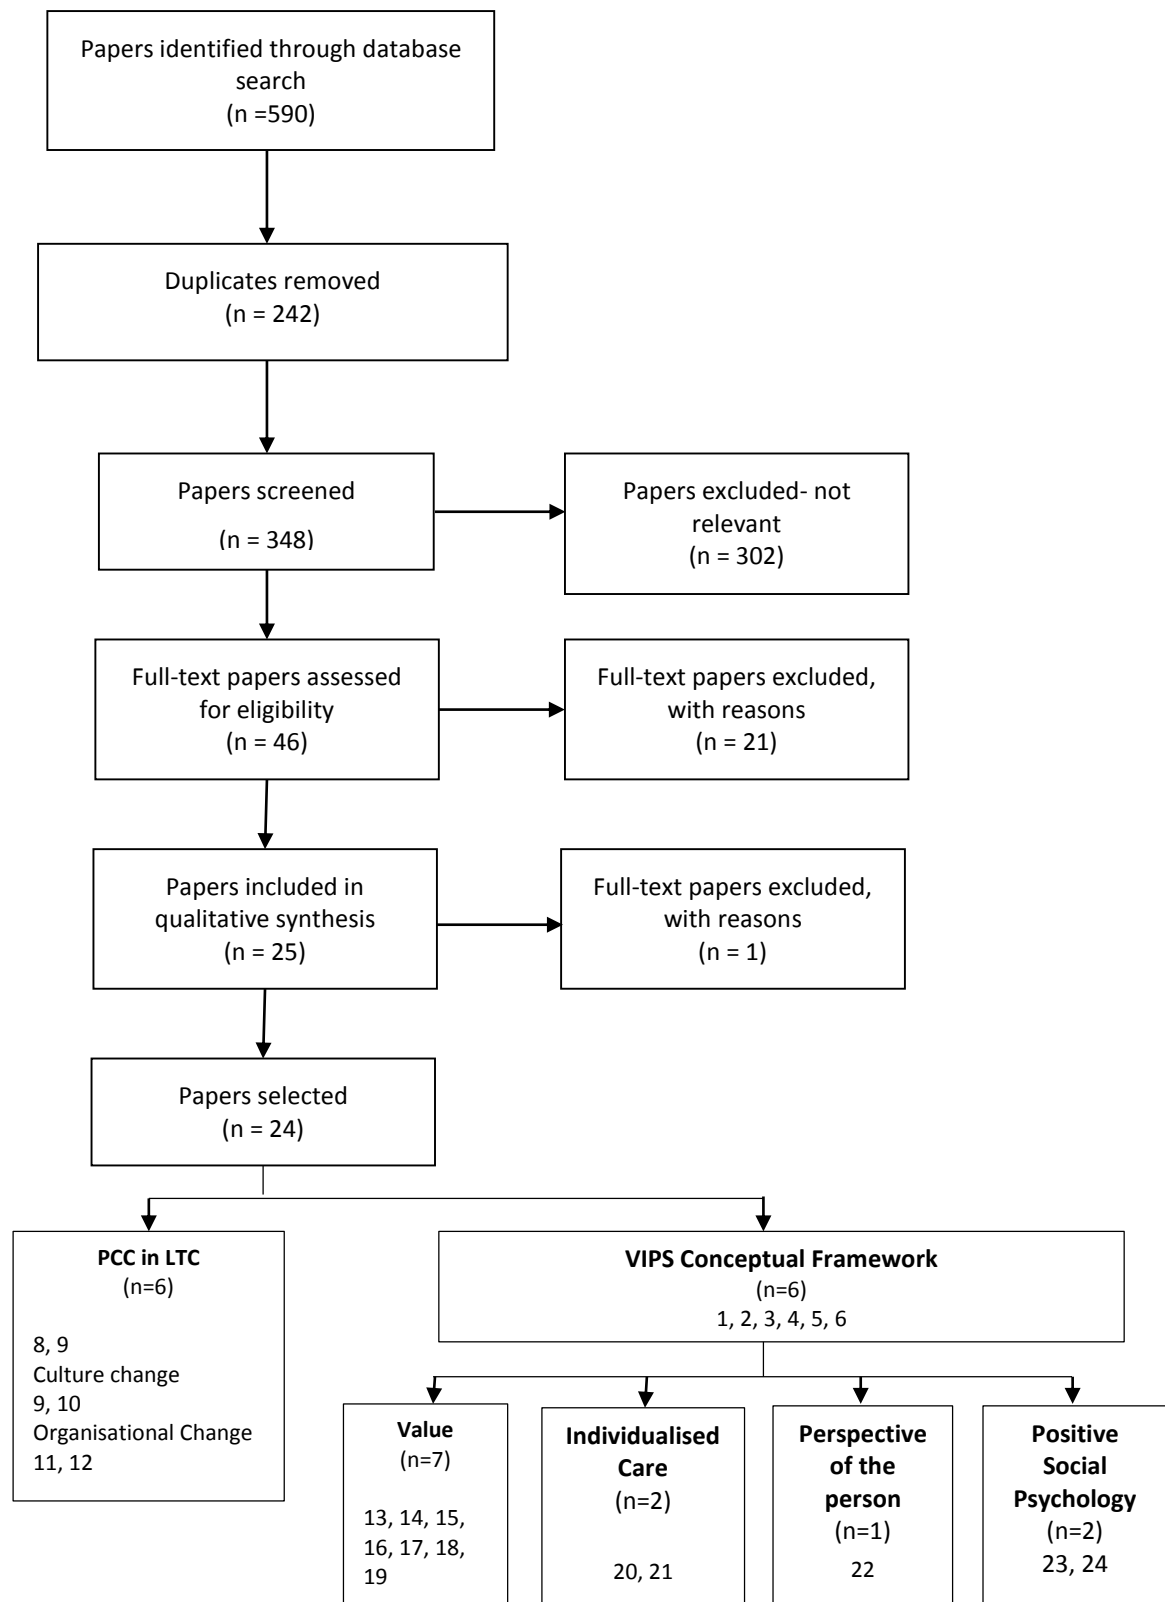 Papers identified through database
search
(n =590)
Duplicates removed
(n = 242)
Papers screened
(n = 348)
Papers excluded- not
relevant
(n = 302)
Full-text papers assessed
for eligibility
(n = 46)
Full-text papers excluded,
with reasons
(n = 21)
Papers included in
qualitative synthesis
(n = 25)
Full-text papers excluded,
with reasons
(n = 1)
Papers selected
(n = 24)
PCC in LTC
(n=6)
8, 9
Culture change
9, 10
Organisational Change
11, 12
VIPS Conceptual Framework
(n=6)
1, 2, 3, 4, 5, 6
Value
(n=7)
13, 14, 15,
16, 17, 18,
19
Individualised
Care
(n=2)
20, 21
Perspective
of the
person
(n=1)
22
Positive
Social
Psychology
(n=2)
23, 24